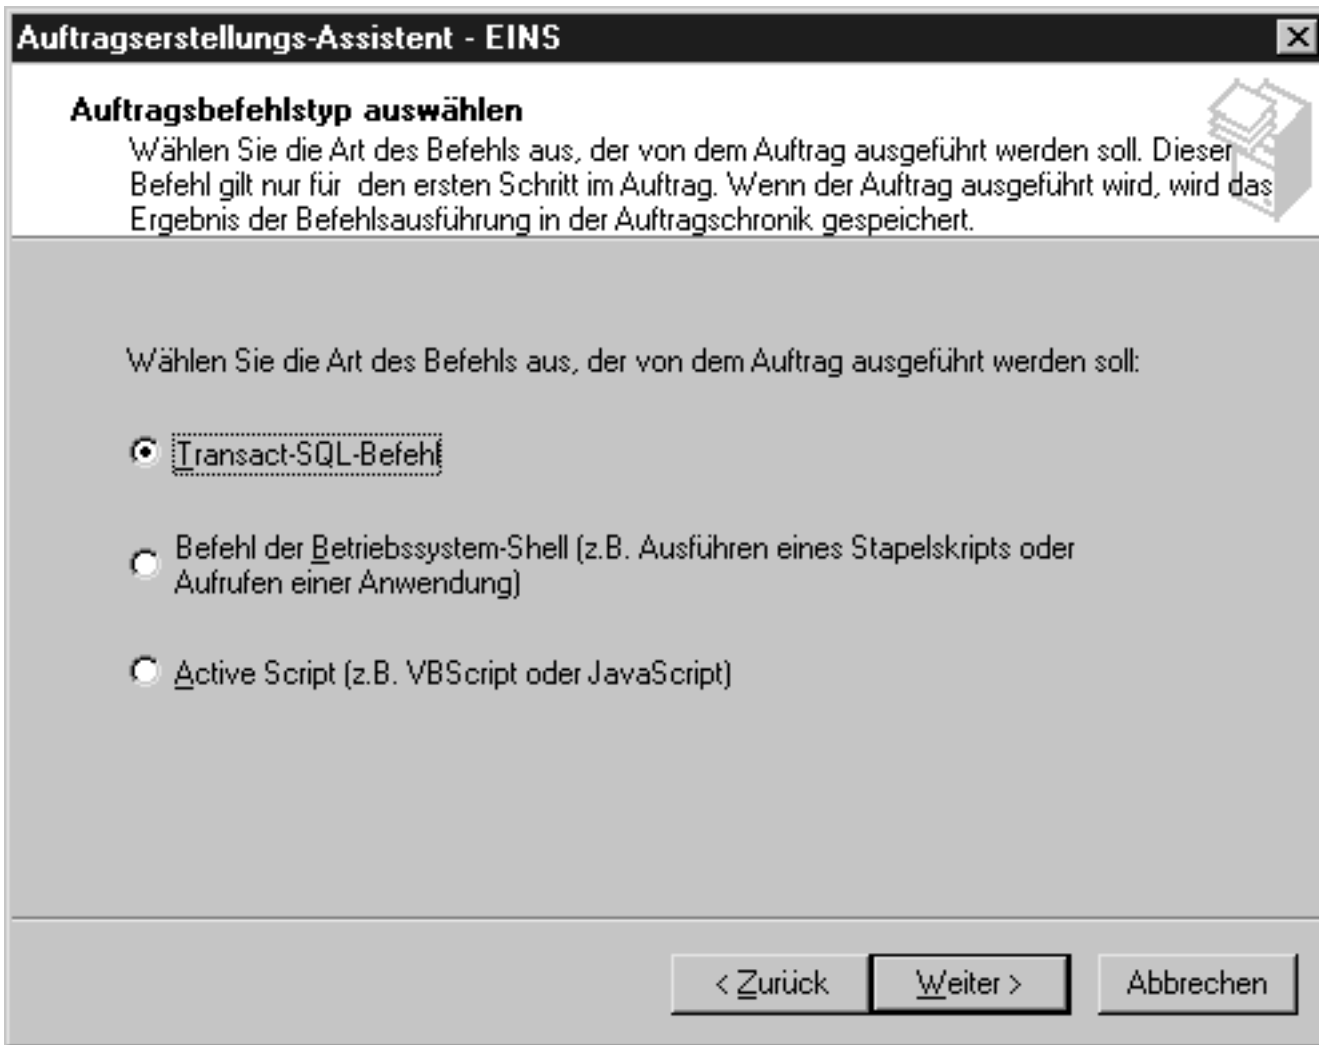 Auftragserstellungs-Assistent - EINS
Auftragsbefehlstyp auswählen
Wählen Sie die Art des Befehls aus, der von dem Auftrag ausgeführt werden soll. Dieser
Befehl gilt nur für  den ersten Schritt im Auftrag. Wenn der Auftrag ausgeführt wird, wird das
Ergebnis der Befehlsausführung in der Auftragschronik gespeichert.
Wählen Sie die Art des Befehls aus, der von dem Auftrag ausgeführt werden soll:
Transact-SQL-Befehl
Befehl der Betriebssystem-Shell (z.B. Ausführen eines Stapelskripts oder
Aufrufen einer Anwendung)
Active Script (z.B. VBScript oder JavaScript)
< Zurück
Weiter >
Abbrechen